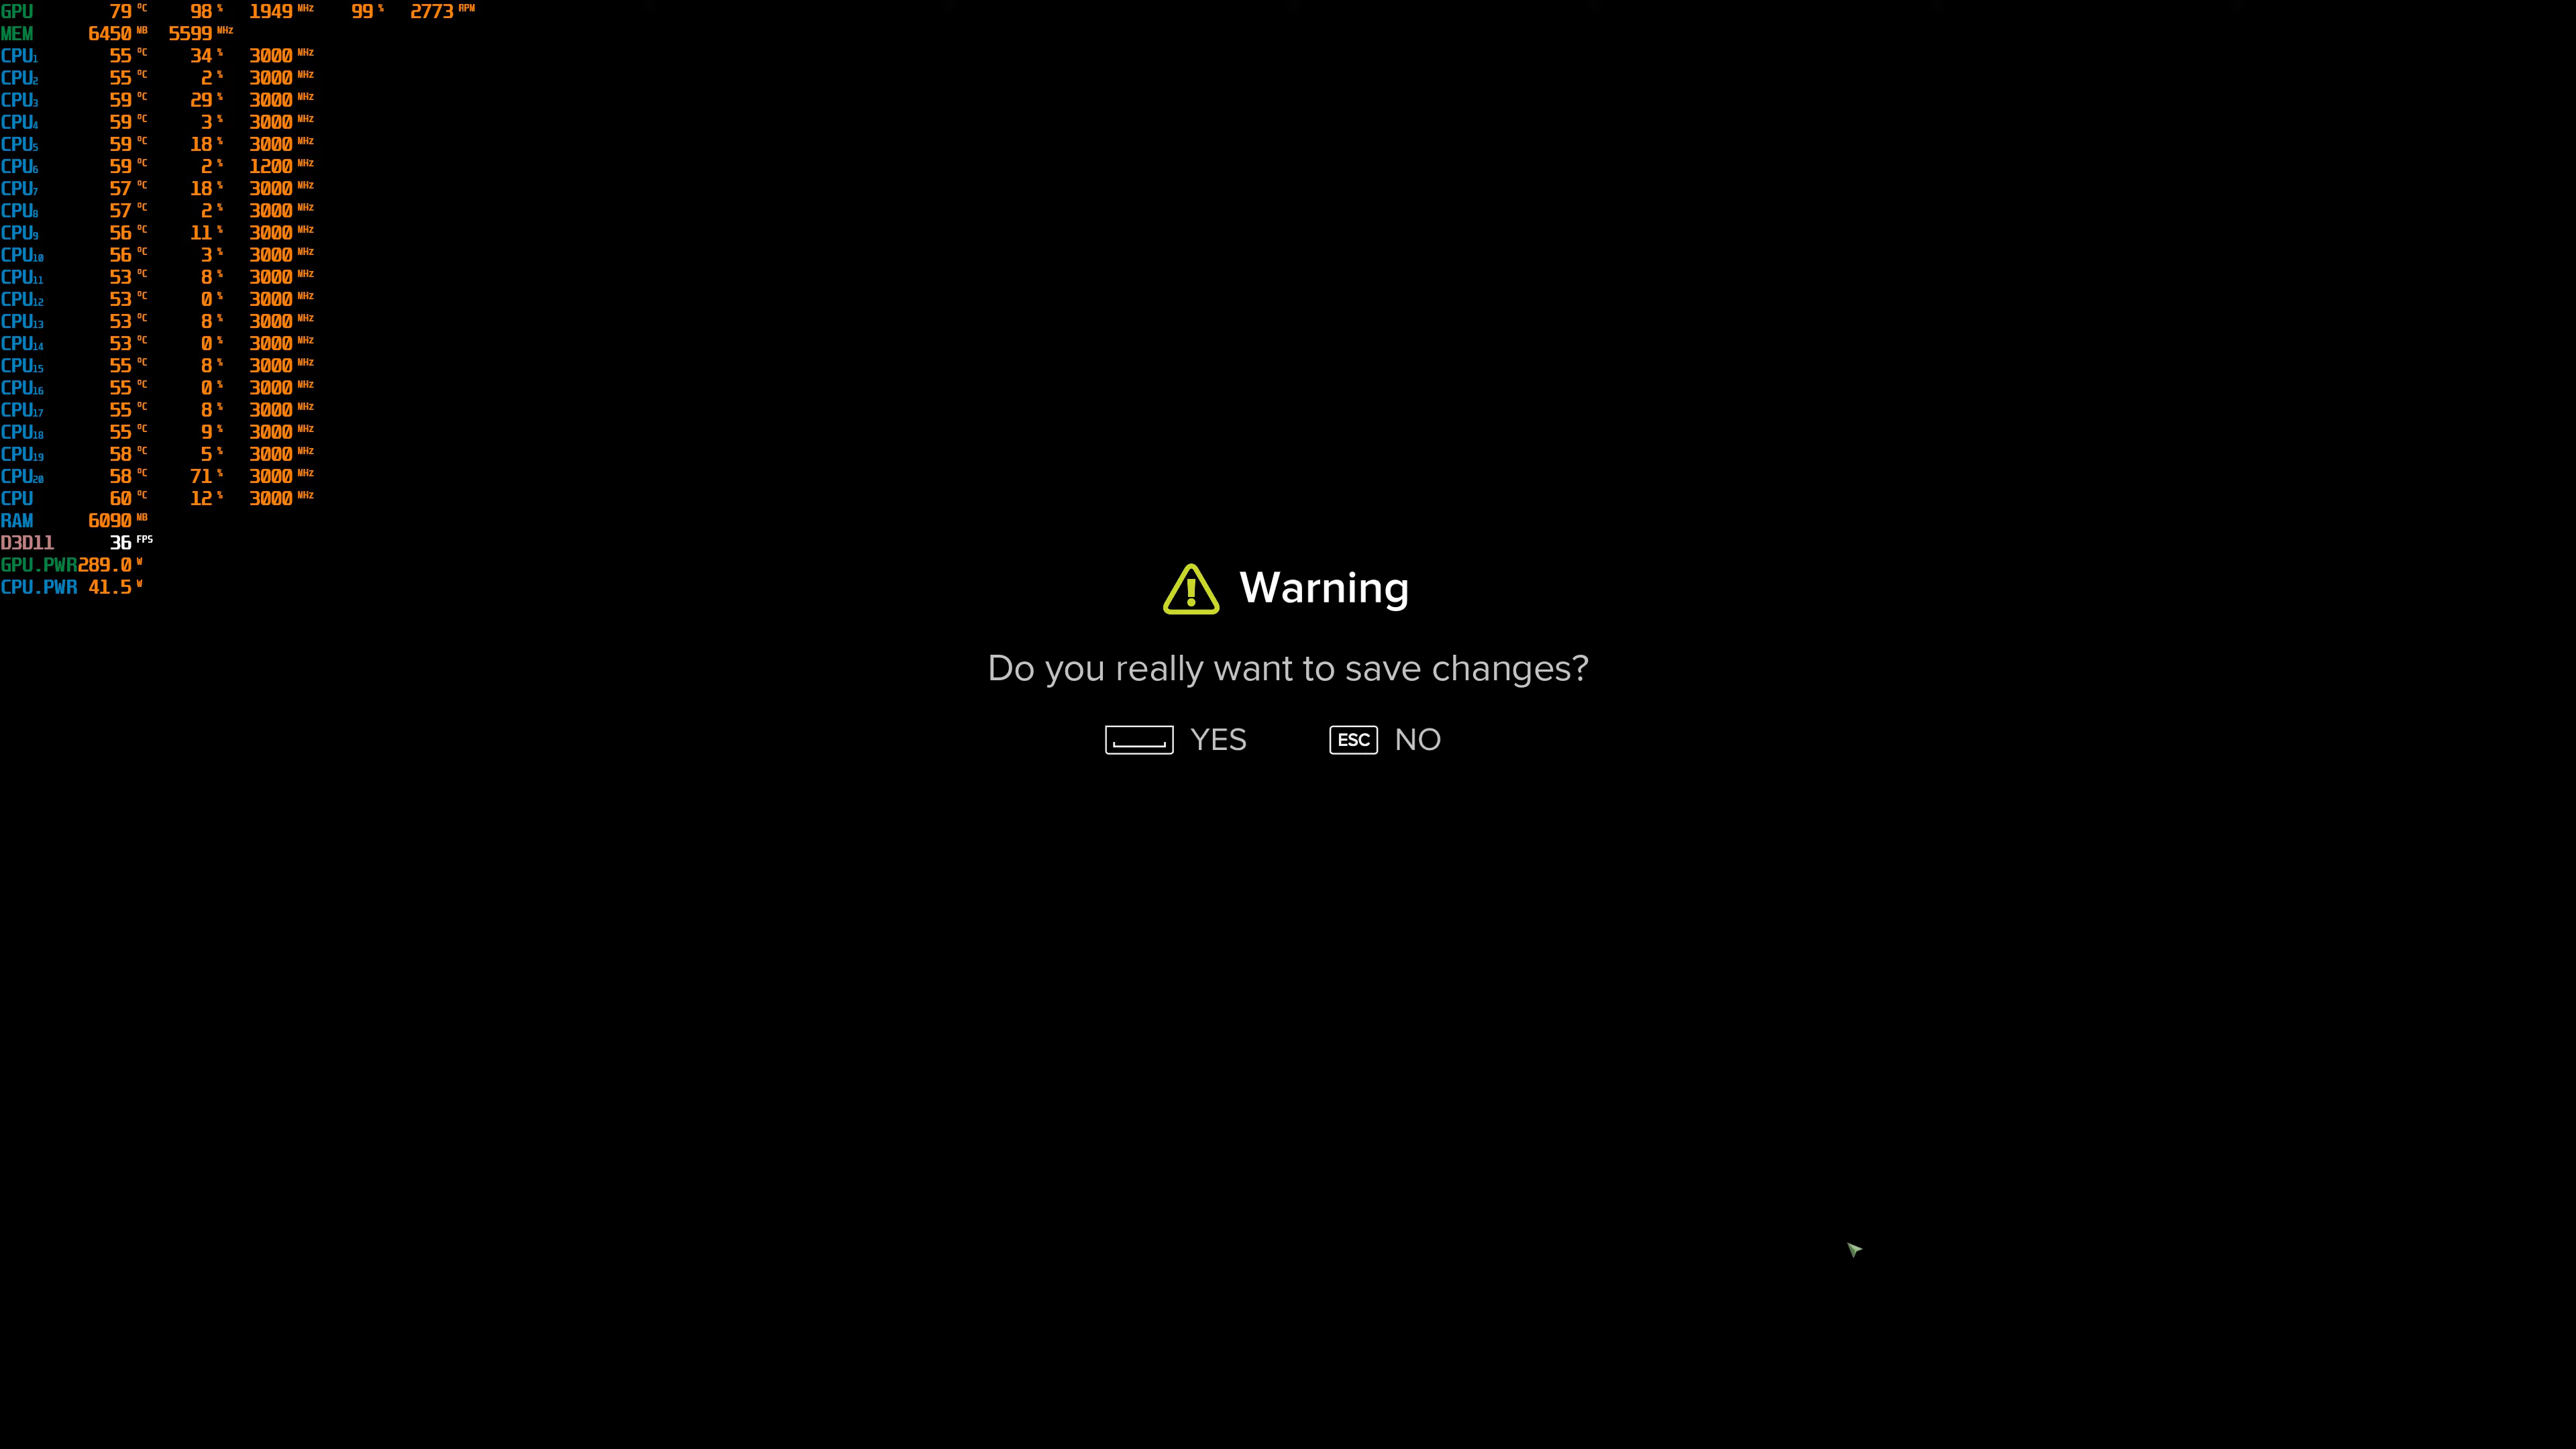 GPU 79 °C 98 % 1949 MHz 99 % 2773 RPM
MEM 6450 MB 5599 MHz
CPU1 55 °C 34 % 3000 MHz
CPU2 55 °C 2 % 3000 MHz
CPU3 59 °C 29 % 3000 MHz
CPU4 59 °C 3 % 3000 MHz
CPU5 59 °C 18 % 3000 MHz
CPU6 59 °C 2 % 1200 MHz
CPU7 57 °C 18 % 3000 MHz
CPU8 57 °C 2 % 3000 MHz
CPU9 56 °C 11 % 3000 MHz
CPU10 56 °C 3 % 3000 MHz
CPU11 53 °C 8 % 3000 MHz
CPU12 53 °C 0 % 3000 MHz
CPU13 53 °C 8 % 3000 MHz
CPU14 53 °C 0 % 3000 MHz
CPU15 55 °C 8 % 3000 MHz
CPU16 55 °C 0 % 3000 MHz
CPU17 55 °C 8 % 3000 MHz
CPU18 55 °C 9 % 3000 MHz
CPU19 58 °C 5 % 3000 MHz
CPU20 58 °C 71 % 3000 MHz
CPU 60 °C 12 % 3000 MHz
RAM 6090 MB
D3D11 36 FPS
GPU.PWR 289.0 W
CPU.PWR 41.5 W
Warning
Do you really want to save changes?
YES ESC NO